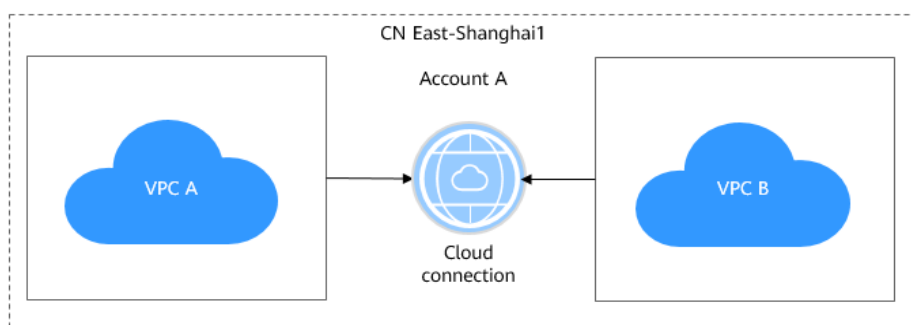 CN East-Shanghai1
Account A
VPC A
VPC B
Cloud
connection